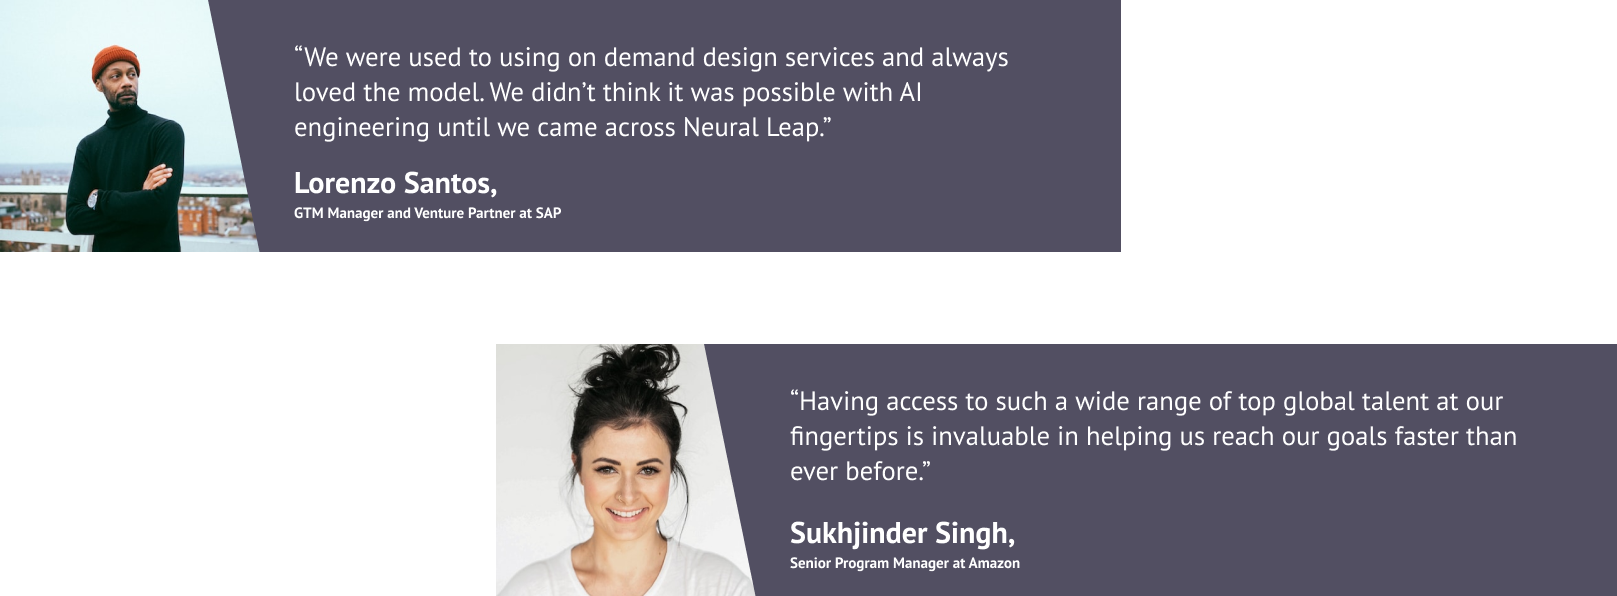 “We were used to using on demand design services and always
loved the model. We didn’t think it was possible with AI
engineering until we came across Neural Leap.”
Lorenzo Santos,
GTM Manager and Venture Partner at SAP
“Having access to such a wide range of top global talent at our
fingertips is invaluable in helping us reach our goals faster than
ever before.”
Sukhjinder Singh,
Senior Program Manager at Amazon